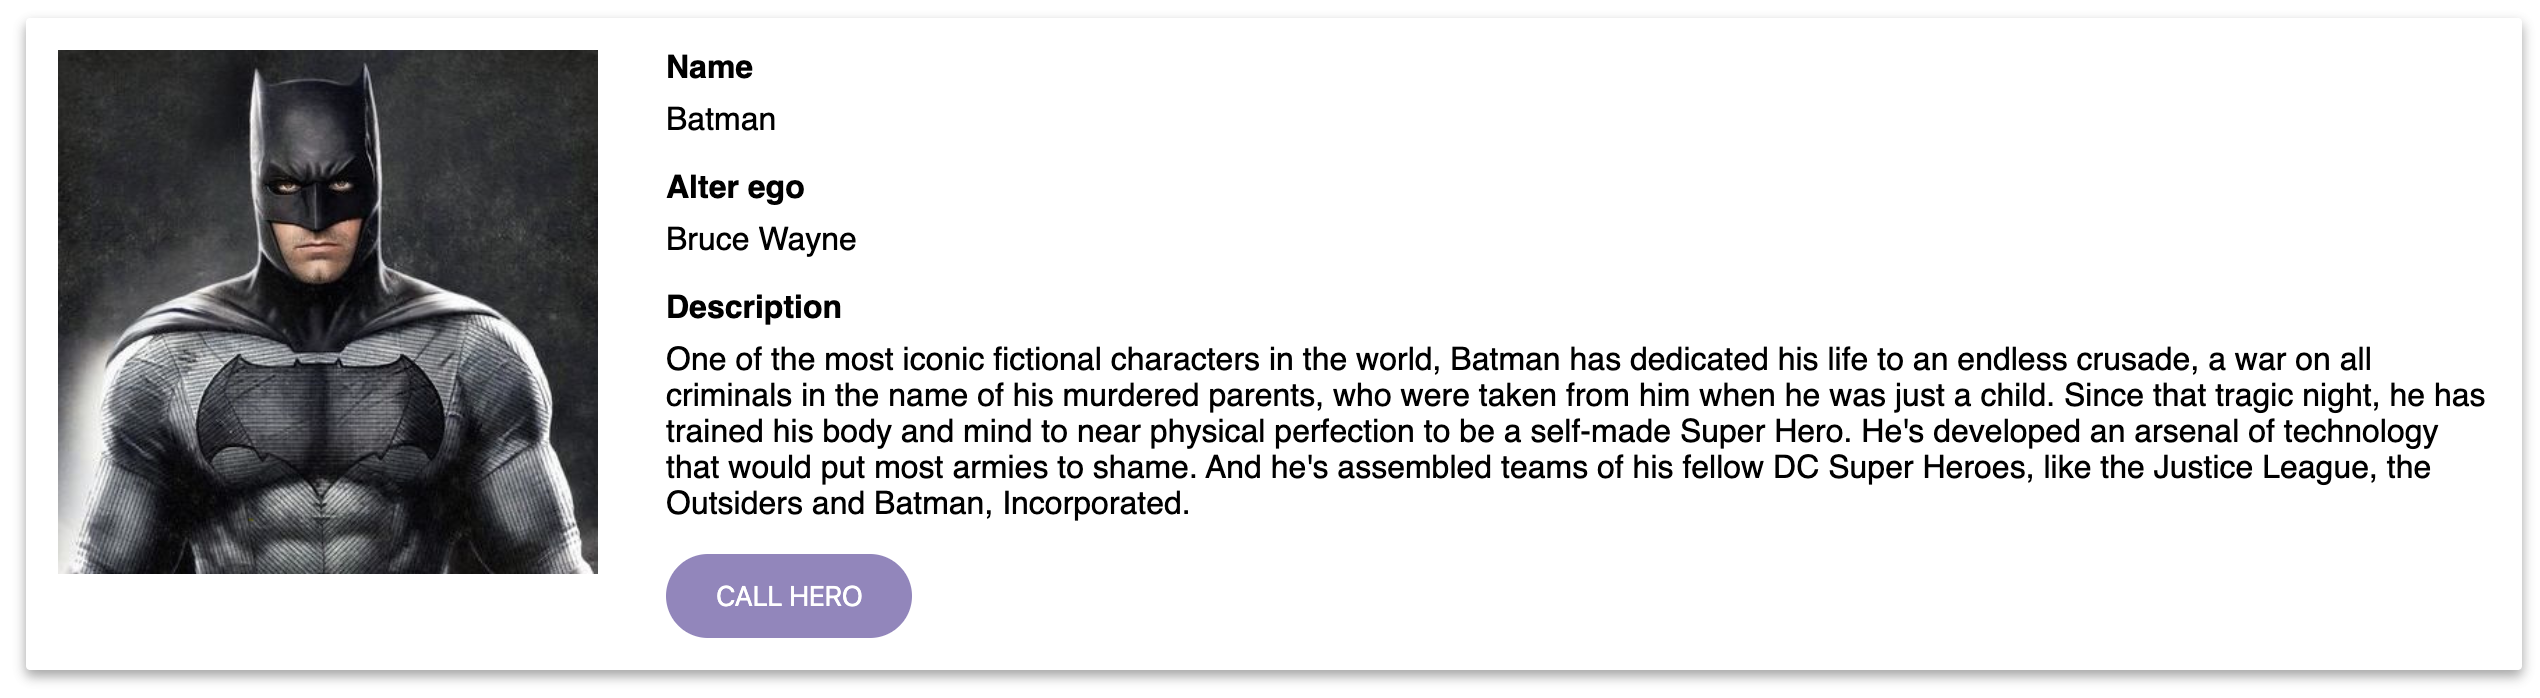 Name
Batman
Alter ego
Bruce Wayne
Description
One of the most iconic fictional characters in the world, Batman has dedicated his life to an endless crusade, a war on all
criminals in the name of his murdered parents, who were taken from him when he was just a child. Since that tragic night, he has
trained his body and mind to near physical perfection to be a self-made Super Hero. He's developed an arsenal of technology
that would put most armies to shame. And he's assembled teams of his fellow DC Super Heroes, like the Justice League, the
Outsiders and Batman, Incorporated.
CALL HERO